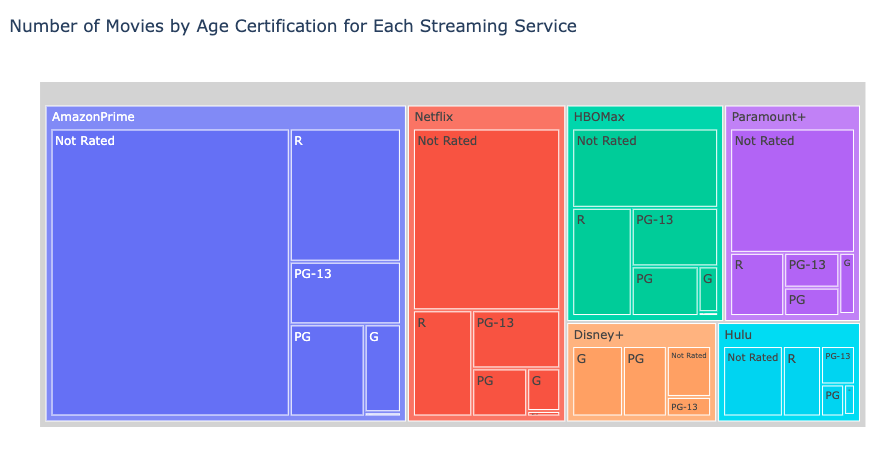 Number of Movies by Age Certification for Each Streaming Service
AmazonPrime
Not Rated
R
PG-13
PG
G
Netflix
Not Rated
R
PG-13
PG
G
HBOMax
Not Rated
R
PG-13
PG
G
Paramount+
Not Rated
R
PG-13
PG
G
Disney+
G
PG
Not Rated
PG-13
Hulu
Not Rated
R
PG-13
PG